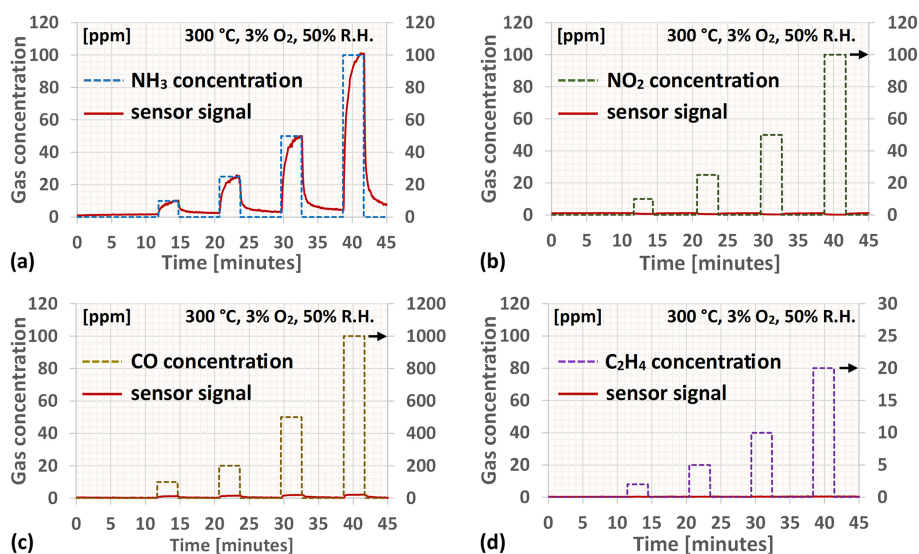 [ppm] 300 °C, 3% O₂, 50% R.H.
NH₃ concentration
sensor signal
Gas concentration
120 100 80 60 40 20 0
120 100 80 60 40 20 0
0 5 10 15 20 25 30 35 40 45
(a) Time [minutes]
[ppm] 300 °C, 3% O₂, 50% R.H.
NO₂ concentration
sensor signal
Gas concentration
120 100 80 60 40 20 0
120 100 80 60 40 20 0
0 5 10 15 20 25 30 35 40 45
(b) Time [minutes]
[ppm] 300 °C, 3% O₂, 50% R.H.
CO concentration
sensor signal
Gas concentration
120 100 80 60 40 20 0
1200 1000 800 600 400 200 0
0 5 10 15 20 25 30 35 40 45
(c) Time [minutes]
[ppm] 300 °C, 3% O₂, 50% R.H.
C₂H₄ concentration
sensor signal
Gas concentration
120 100 80 60 40 20 0
30 25 20 15 10 5 0
0 5 10 15 20 25 30 35 40 45
(d) Time [minutes]